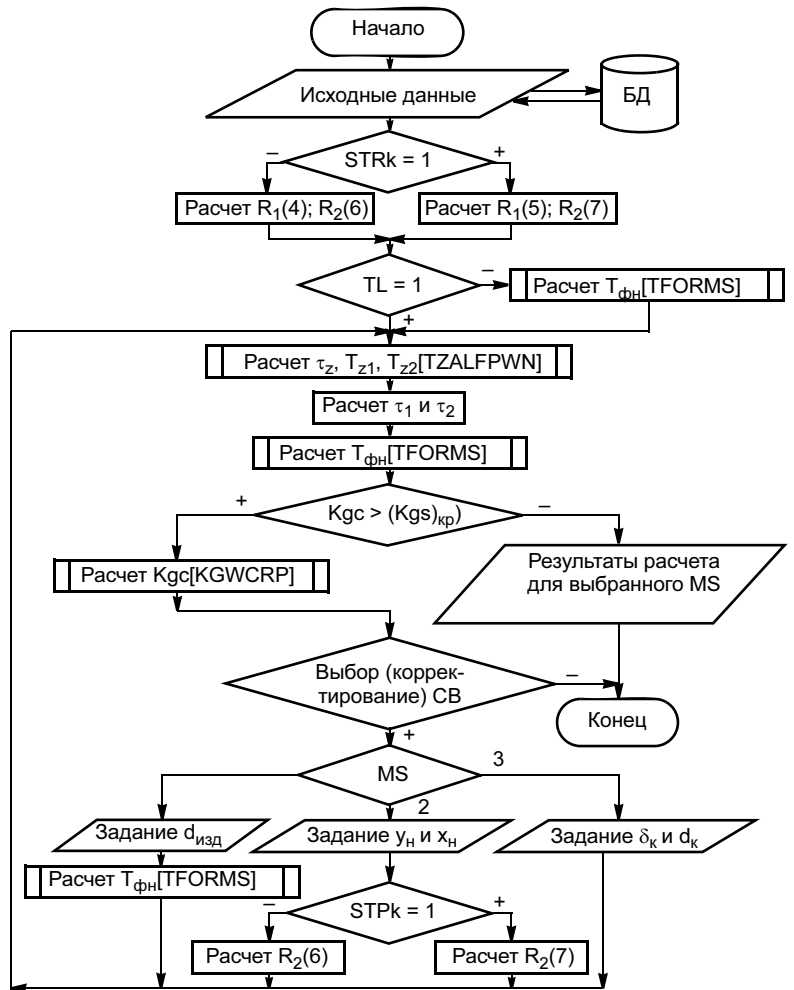 Начало
Исходные данные
БД
STRk = 1
–
+
Расчет R₁(4); R₂(6)
Расчет R₁(5); R₂(7)
TL = 1
–
+
Расчет Tфн[TFORMS]
Расчет τz, Tz1, Tz2[TZALFPWN]
Расчет τ₁ и τ₂
Расчет Tфн[TFORMS]
Kgc > (Kgs)кр)
+
–
Расчет Kgc[KGWCRP]
Результаты расчета
для выбранного MS
Выбор (коррек-
тирование) СВ
–
+
Конец
MS
3
2
Задание dизд
Задание yн и xн
Задание δк и dк
Расчет Tфн[TFORMS]
STPk = 1
–
+
Расчет R₂(6)
Расчет R₂(7)